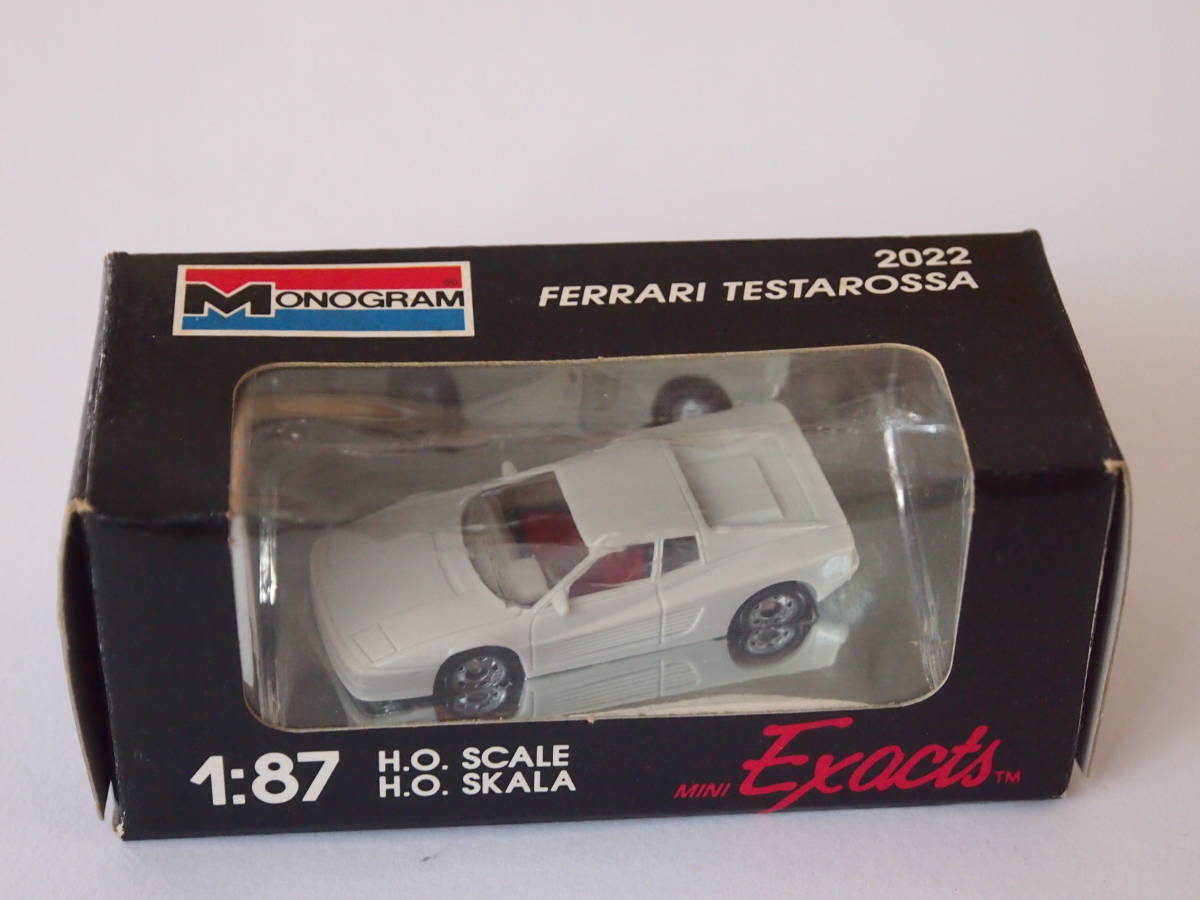 MONOGRAM®
2022
FERRARI TESTAROSSA
1:87
H.O. SCALE
H.O. SKALA
MINI Exacts™